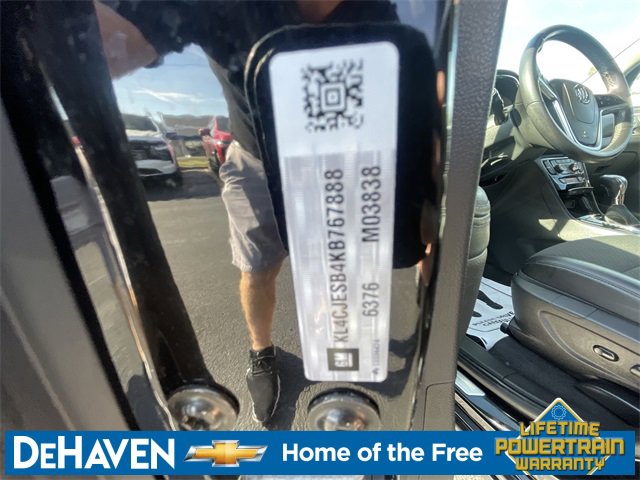 GM KL4CJESB4KB767888
6376 M03838
DEHAVEN
Home of the Free
LIFETIME
POWERTRAIN
WARRANTY